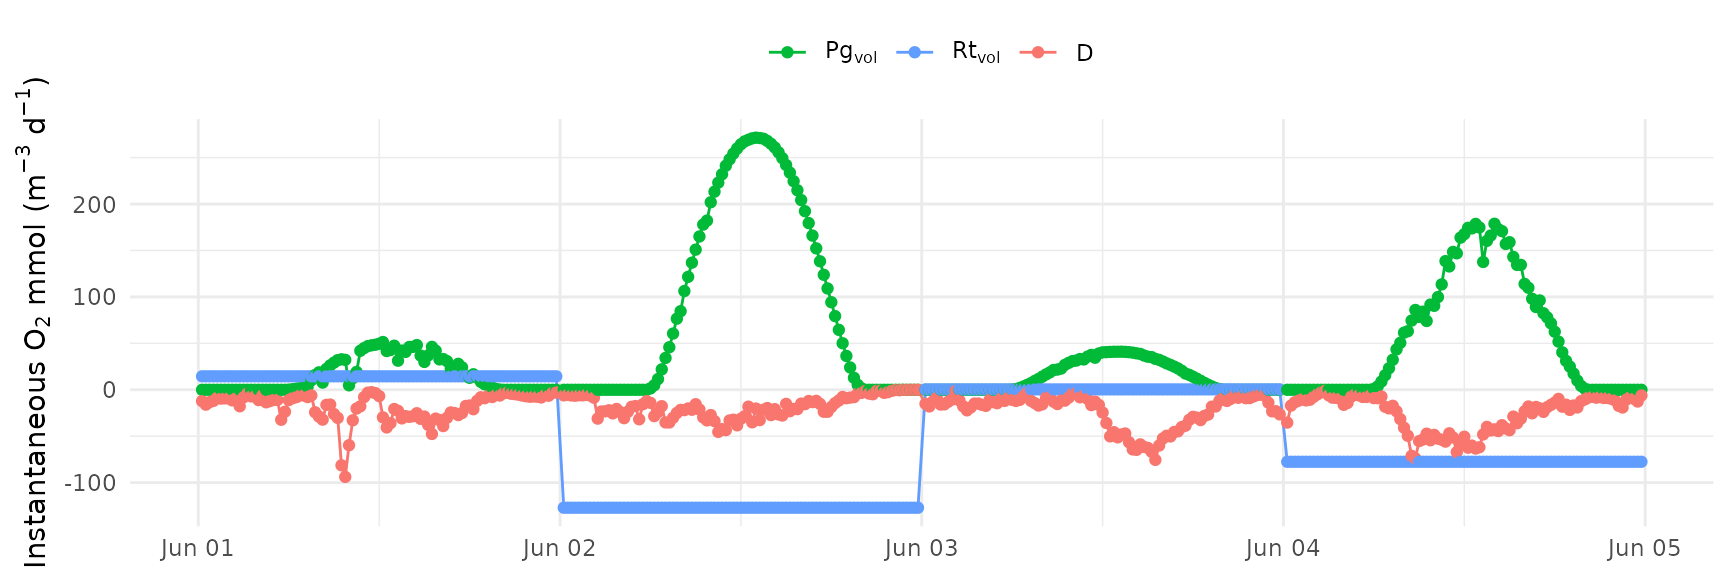 Pgvol Rtvol D
Instantaneous O2 mmol (m−3 d−1)
200
100
0
-100
Jun 01 Jun 02 Jun 03 Jun 04 Jun 05